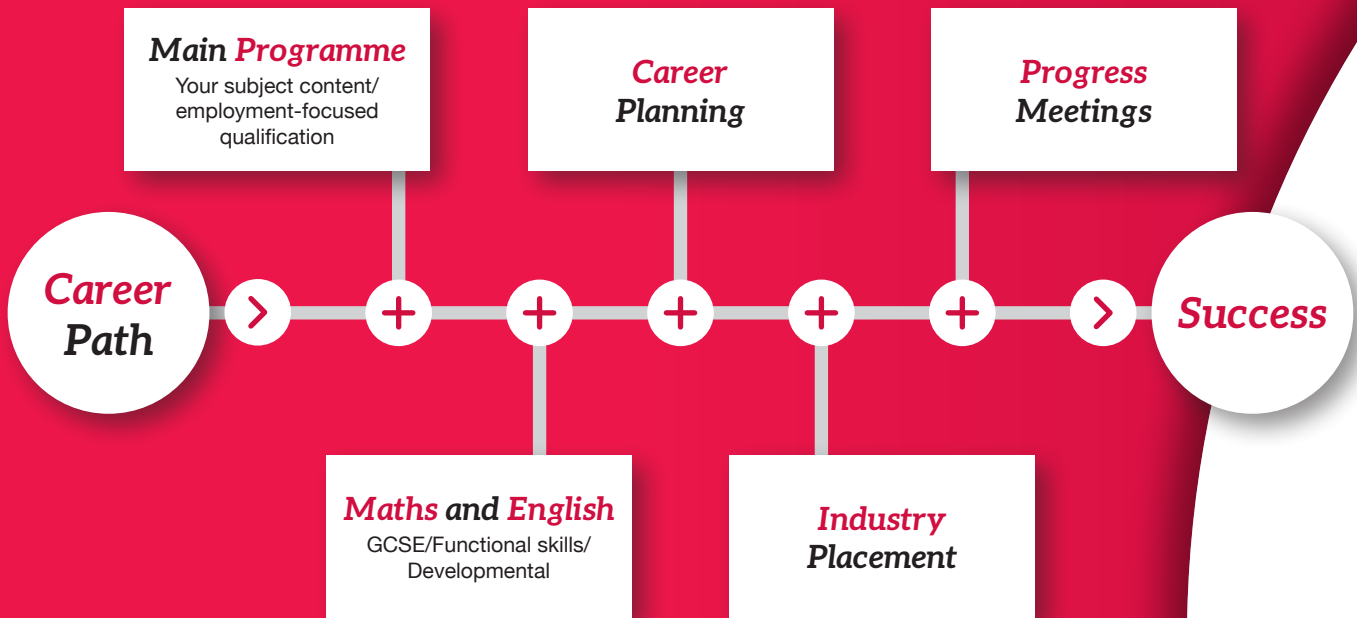 Main Programme
Your subject content/
employment-focused
qualification
Career
Planning
Progress
Meetings
Career
Path
Success
Maths and English
GCSE/Functional skills/
Developmental
Industry
Placement